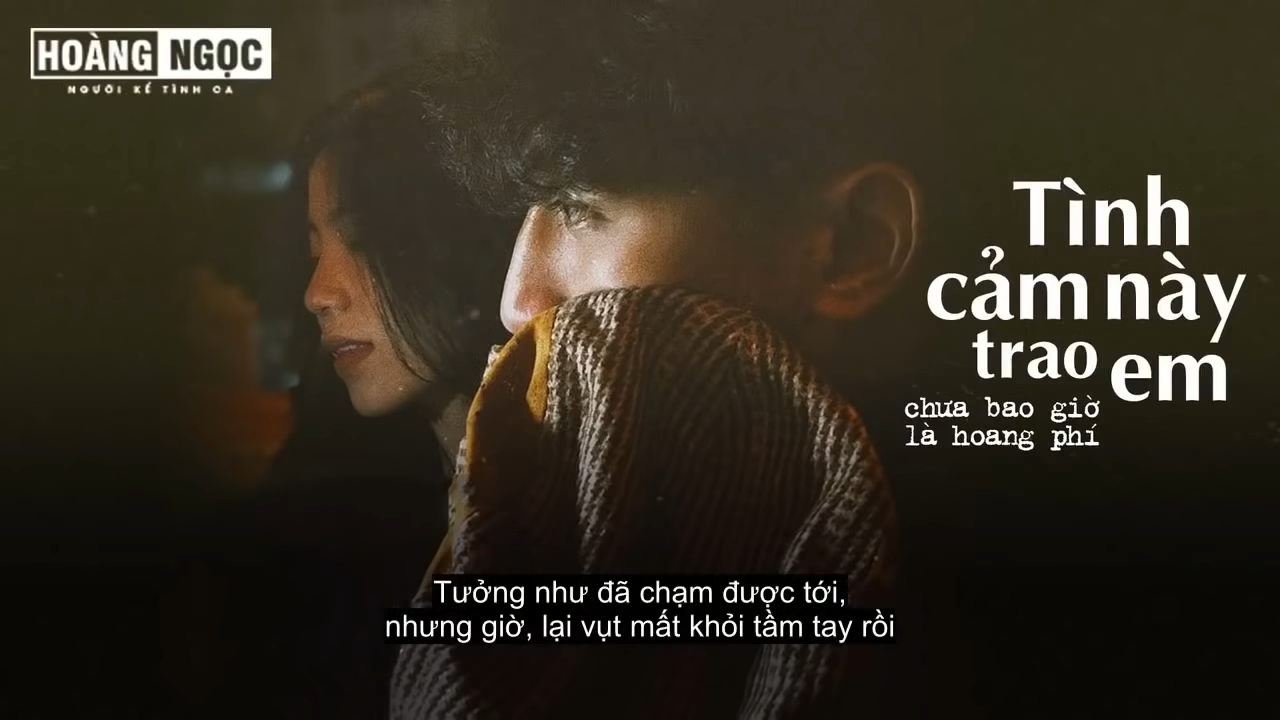 HOÀNG NGỌC
NGƯỜI KỂ TÌNH CA
Tình
cảm này
trao em
chưa bao giờ
là hoang phí
Tưởng như đã chạm được tới,
nhưng giờ, lại vụt mất khỏi tầm tay rồi